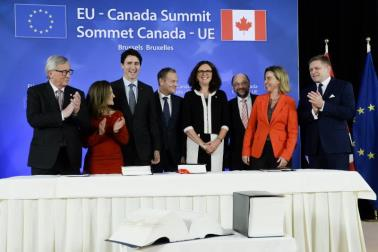 EU - Canada Summit
Sommet Canada - UE
Brussels - Bruxelles